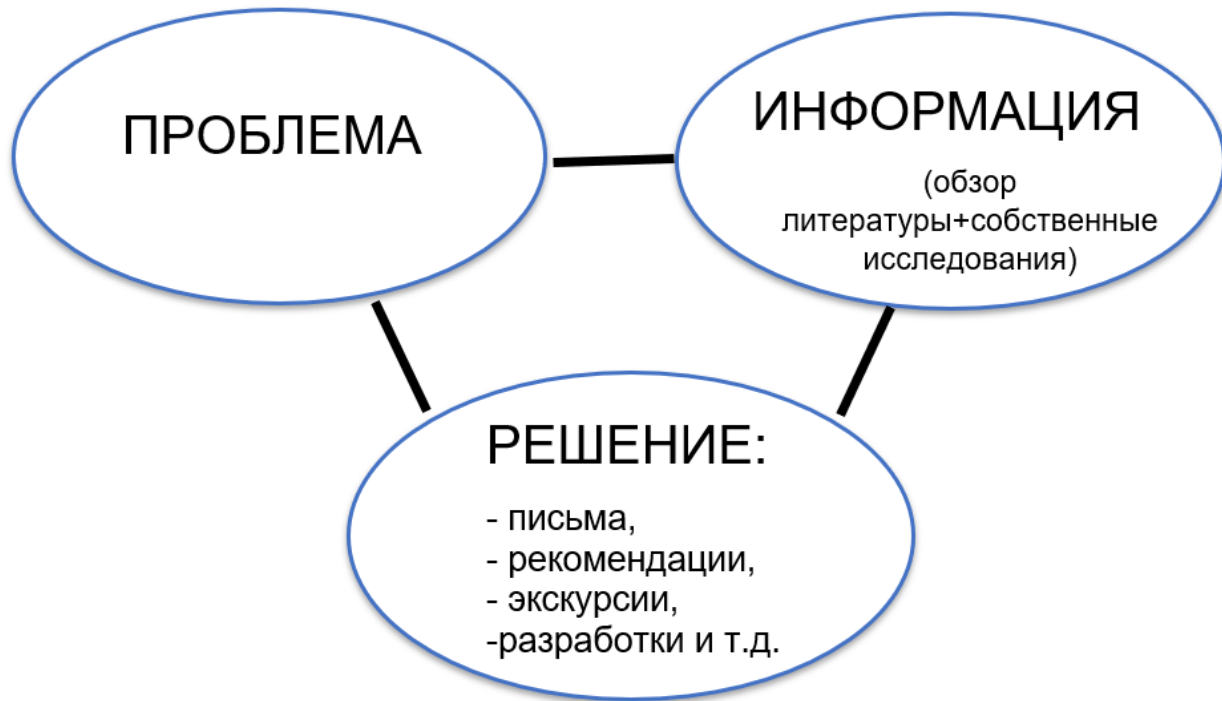 ПРОБЛЕМА
ИНФОРМАЦИЯ
(обзор
литературы+собственные
исследования)
РЕШЕНИЕ:
- письма,
- рекомендации,
- экскурсии,
-разработки и т.д.